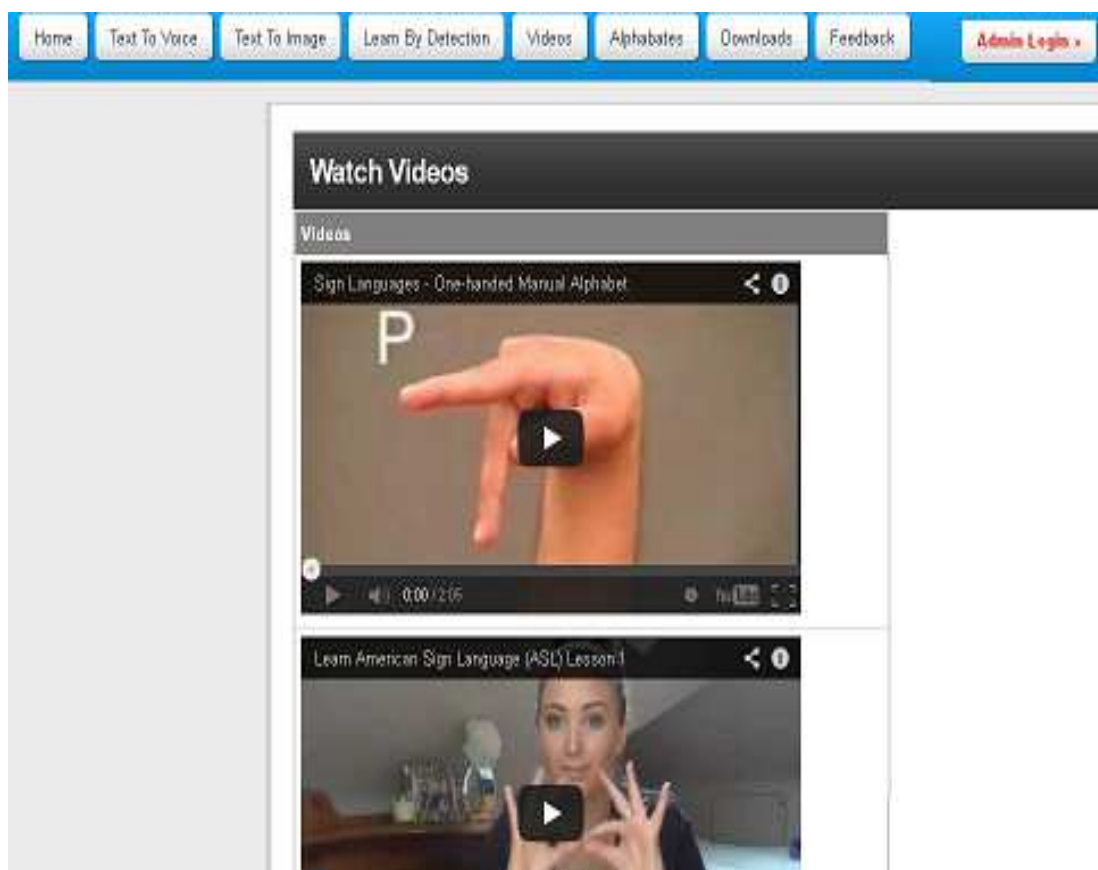 Home Text To Voice Text To Image Learn By Detection Videos Alphabates Downloads Feedback Admin Login »
Watch Videos
Videos
Sign Languages - One-handed Manual Alphabet
P
0:00 / 2:05
YouTube
Learn American Sign Language (ASL) Lesson 1